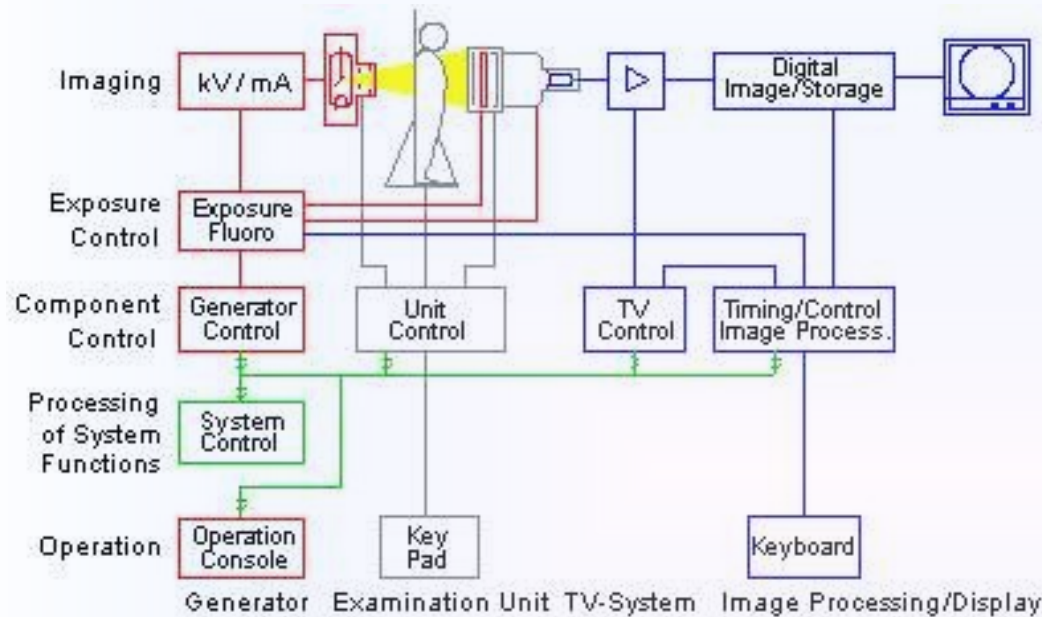 Imaging
kV/mA
Digital
Image/Storage
Exposure
Control
Exposure
Fluoro
Component
Control
Generator
Control
Unit
Control
TV
Control
Timing/Control
Image Process.
Processing
of System
Functions
System
Control
Operation
Operation
Console
Key
Pad
Keyboard
Generator Examination Unit TV-System Image Processing/Display